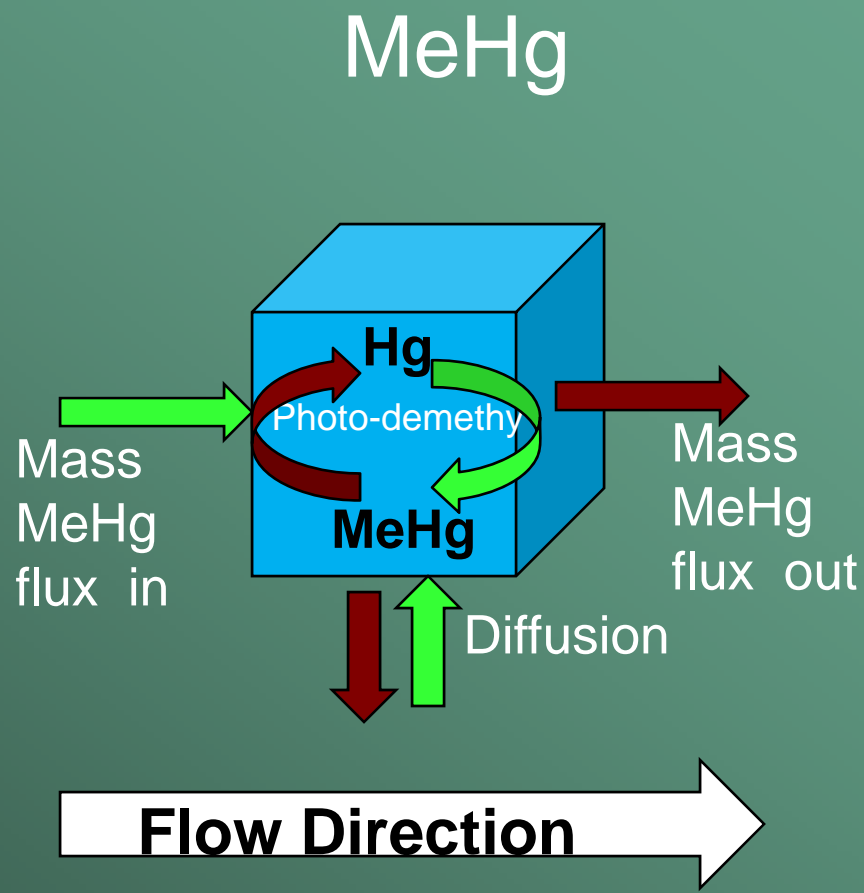 MeHg
Hg
Photo-demethy
MeHg
Mass
MeHg
flux in
Mass
MeHg
flux out
Diffusion
Flow Direction